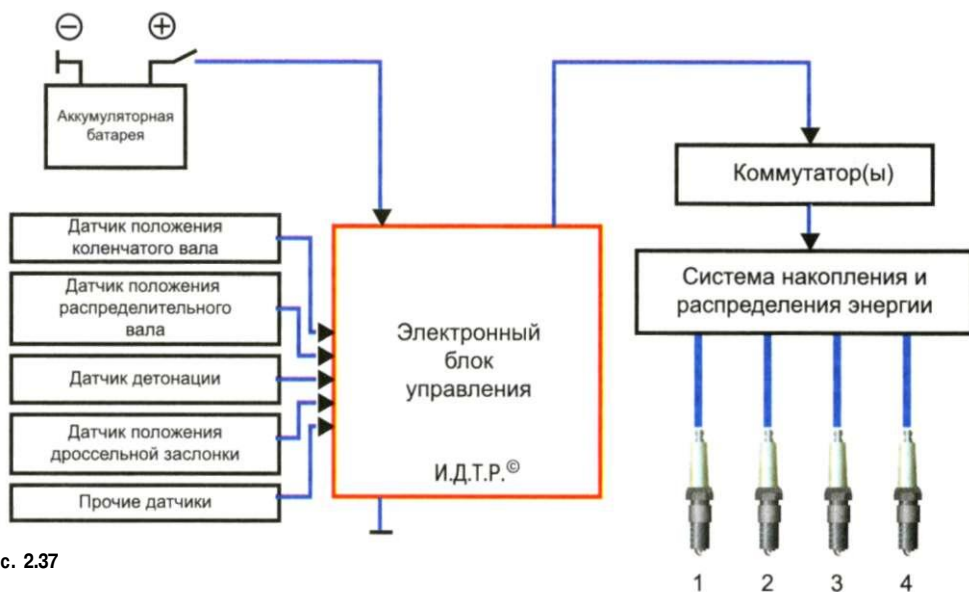 Аккумуляторная
батарея
Датчик положения
коленчатого вала
Датчик положения
распределительного
вала
Датчик детонации
Датчик положения
дроссельной заслонки
Прочие датчики
Электронный
блок
управления
И.Д.Т.Р.©
Коммутатор(ы)
Система накопления и
распределения энергии
1 2 3 4
с. 2.37